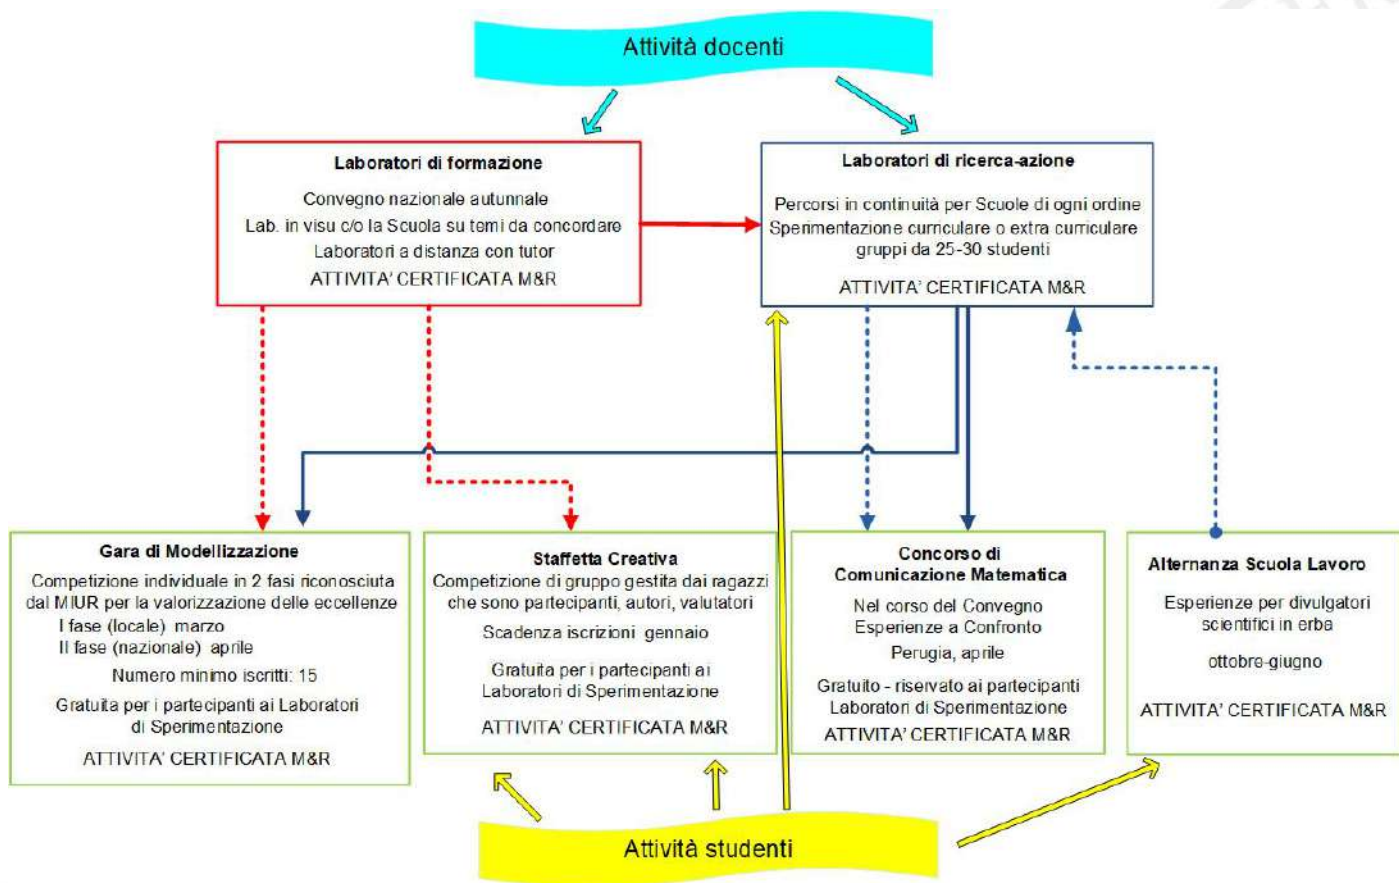 Attività docenti
Laboratori di formazione
Convegno nazionale autunnale
Lab. in visu c/o la Scuola su temi da concordare
Laboratori a distanza con tutor
ATTIVITA' CERTIFICATA M&R
Laboratori di ricerca-azione
Percorsi in continuità per Scuole di ogni ordine
Sperimentazione curriculare o extra curriculare
gruppi da 25-30 studenti
ATTIVITA' CERTIFICATA M&R
Gara di Modellizzazione
Competizione individuale in 2 fasi riconosciuta
dal MIUR per la valorizzazione delle eccellenze
I fase (locale) marzo
II fase (nazionale) aprile
Numero minimo iscritti: 15
Gratuita per i partecipanti ai Laboratori
di Sperimentazione
ATTIVITA' CERTIFICATA M&R
Staffetta Creativa
Competizione di gruppo gestita dai ragazzi
che sono partecipanti, autori, valutatori
Scadenza iscrizioni gennaio
Gratuita per i partecipanti ai
Laboratori di Sperimentazione
ATTIVITA' CERTIFICATA M&R
Concorso di
Comunicazione Matematica
Nel corso del Convegno
Esperienze a Confronto
Perugia, aprile
Gratuito - riservato ai partecipanti
Laboratori di Sperimentazione
ATTIVITA' CERTIFICATA M&R
Alternanza Scuola Lavoro
Esperienze per divulgatori
scientifici in erba
ottobre-giugno
ATTIVITA' CERTIFICATA M&R
Attività studenti